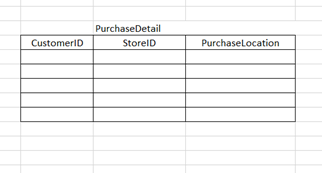 PurchaseDetail
CustomerID StoreID PurchaseLocation